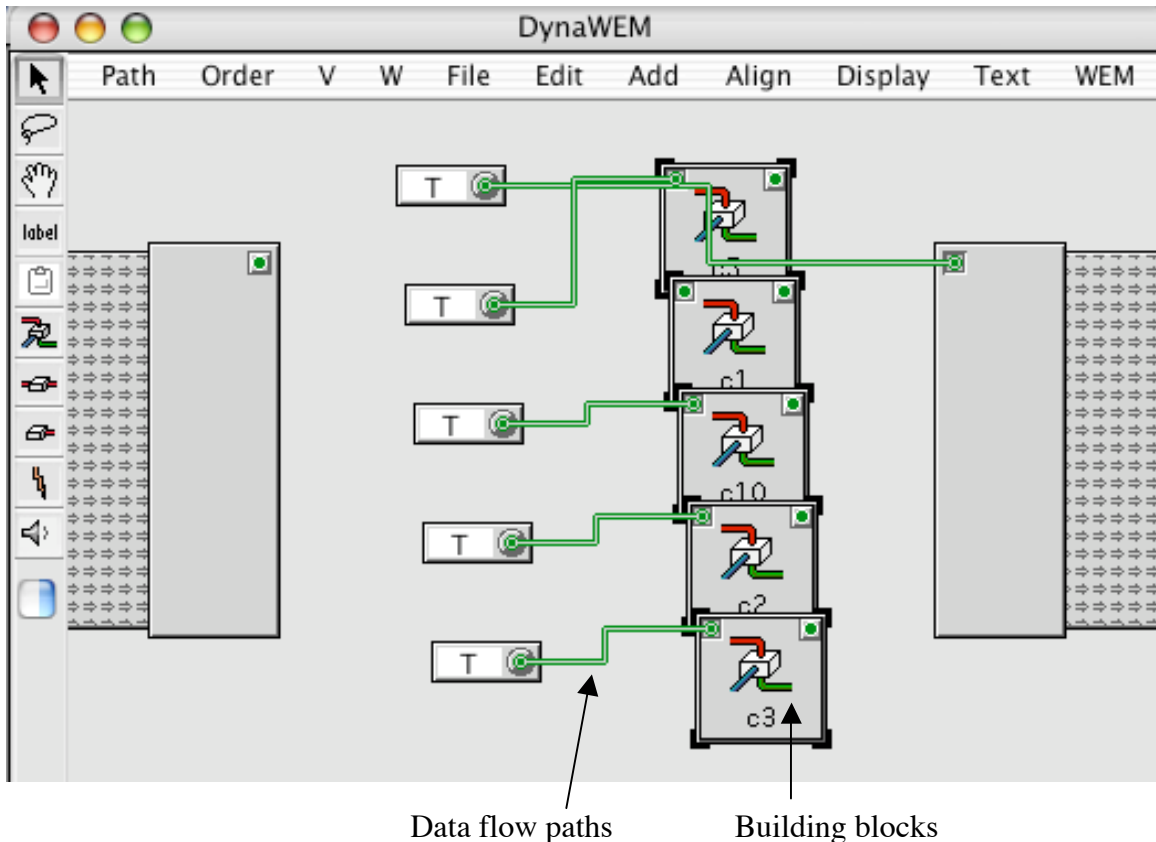 DynaWEM
Path Order V W File Edit Add Align Display Text WEM
label
T
T
c1
T
c10
T
c2
T
c3
Data flow paths Building blocks